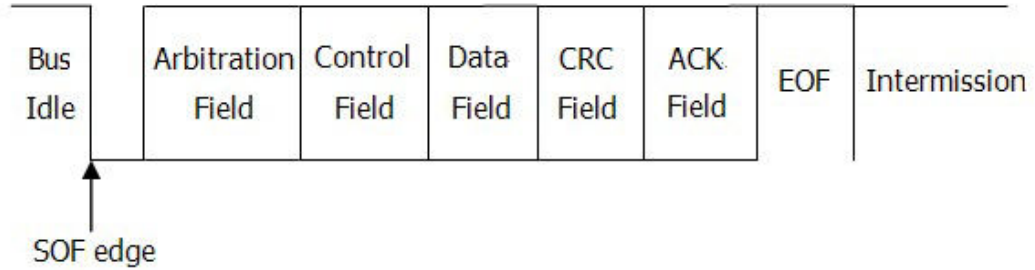 Bus
Idle
Arbitration
Field
Control
Field
Data
Field
CRC
Field
ACK
Field
EOF
Intermission
SOF edge